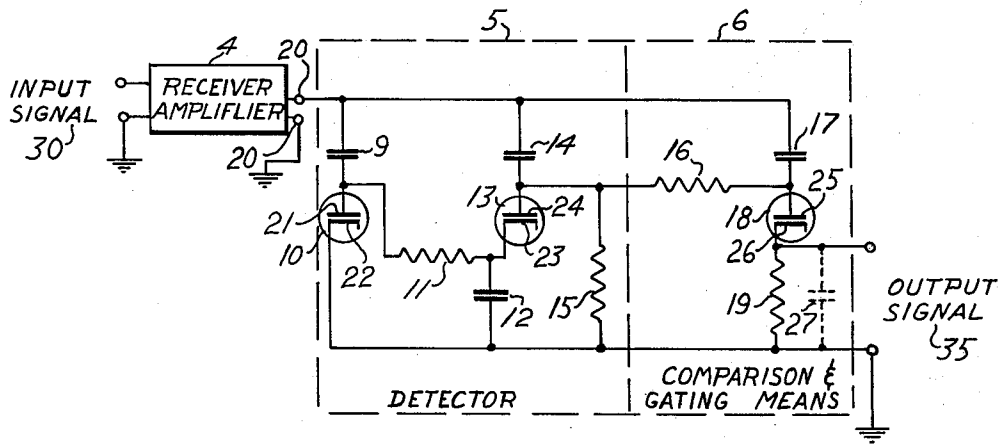 5
6
4
20
RECEIVER
AMPLIFLIER
INPUT
SIGNAL
30
20
9
14
17
16
21
10
22
13
24
23
18
25
26
11
12
15
19
27
OUTPUT
SIGNAL
35
DETECTOR
COMPARISON &
GATING MEANS